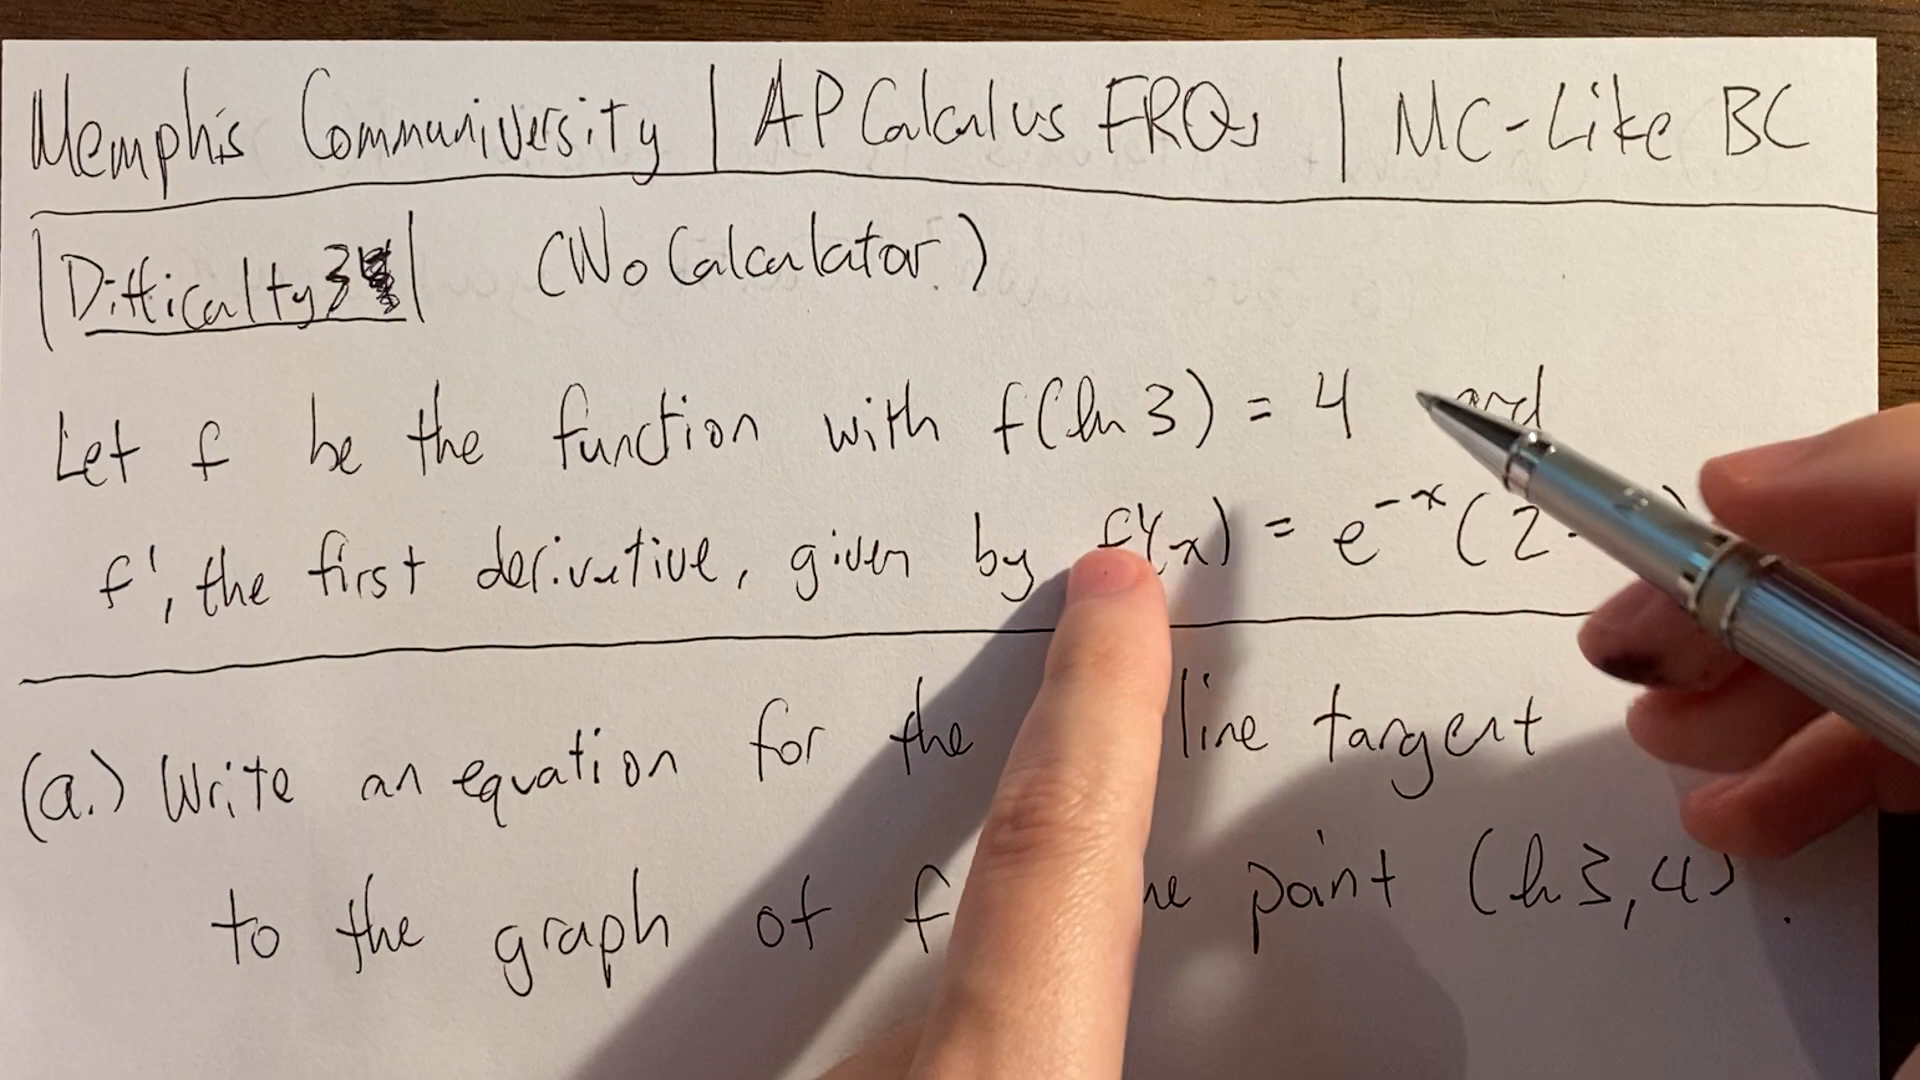 Memphis Communiversity | AP Calculus FRQs | MC-Like BC
|Difficulty 3| (No Calculator.)
Let f be the function with f(ln 3) = 4 and
f', the first derivative, given by f'(x) = e^-x (2 )
(a.) Write an equation for the line tangent
to the graph of f point (ln 3, 4).